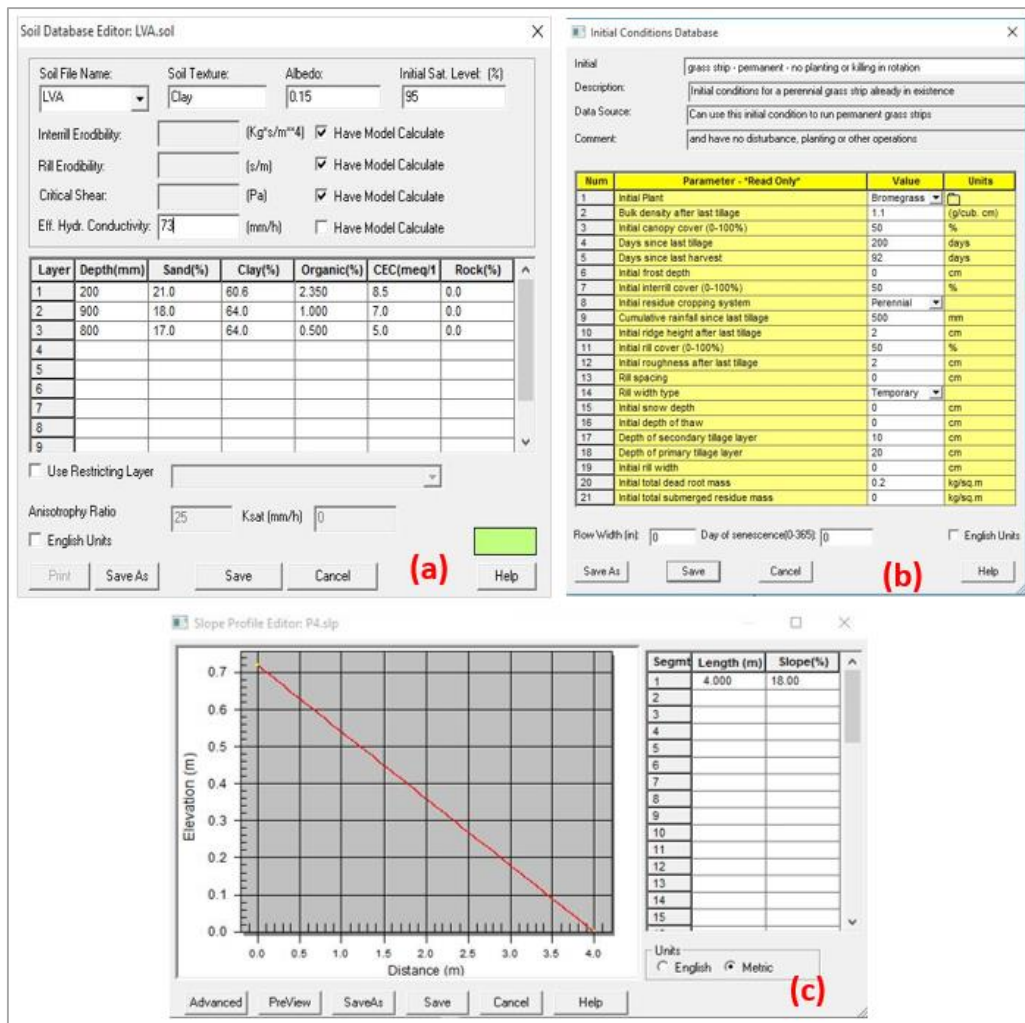 Soil Database Editor: LVA.sol
Soil File Name: Soil Texture: Albedo: Initial Sat. Level: (%)
LVA Clay 0.15 95
Interrill Erodibility: (Kg*s/m**4) Have Model Calculate
Rill Erodibility: (s/m) Have Model Calculate
Critical Shear: (Pa) Have Model Calculate
Eff. Hydr. Conductivity: 73 (mm/h) Have Model Calculate
Layer Depth(mm) Sand(%) Clay(%) Organic(%) CEC(meq/1 Rock(%)
1 200 21.0 60.6 2.350 8.5 0.0
2 900 18.0 64.0 1.000 7.0 0.0
3 800 17.0 64.0 0.500 5.0 0.0
4
5
6
7
8
9
Use Restricting Layer
Anisotropy Ratio 25 Ksat (mm/h) 0
English Units
Print Save As Save Cancel Help
(a)
Initial Conditions Database
Initial grass strip - permanent - no planting or killing in rotation
Description: Initial conditions for a perennial grass strip already in existence
Data Source: Can use this initial condition to run permanent grass strips
Comment: and have no disturbance, planting or other operations
Num Parameter - *Read Only* Value Units
1 Initial Plant Bromegrass
2 Bulk density after last tillage 1.1 (g/cub. cm)
3 Initial canopy cover (0-100%) 50 %
4 Days since last tillage 200 days
5 Days since last harvest 92 days
6 Initial frost depth 0 cm
7 Initial interrill cover (0-100%) 50 %
8 Initial residue cropping system Perennial
9 Cumulative rainfall since last tillage 500 mm
10 Initial ridge height after last tillage 2 cm
11 Initial rill cover (0-100%) 50 %
12 Initial roughness after last tillage 2 cm
13 Rill spacing 0 cm
14 Rill width type Temporary
15 Initial snow depth 0 cm
16 Initial depth of thaw 0 cm
17 Depth of secondary tillage layer 10 cm
18 Depth of primary tillage layer 20 cm
19 Initial rill width 0 cm
20 Initial total dead root mass 0.2 kg/sq.m
21 Initial total submerged residue mass 0 kg/sq.m
Row Width (in): 0 Day of senescence(0-365): 0 English Units
Save As Save Cancel Help
(b)
Slope Profile Editor: P4.slp
Elevation (m)
0.7
0.6
0.5
0.4
0.3
0.2
0.1
0.0
0.0 0.5 1.0 1.5 2.0 2.5 3.0 3.5 4.0
Distance (m)
Segmt Length (m) Slope(%)
1 4.000 18.00
2
3
4
5
6
7
8
9
10
11
12
13
14
15
Units
English Metric
Advanced PreView SaveAs Save Cancel Help
(c)